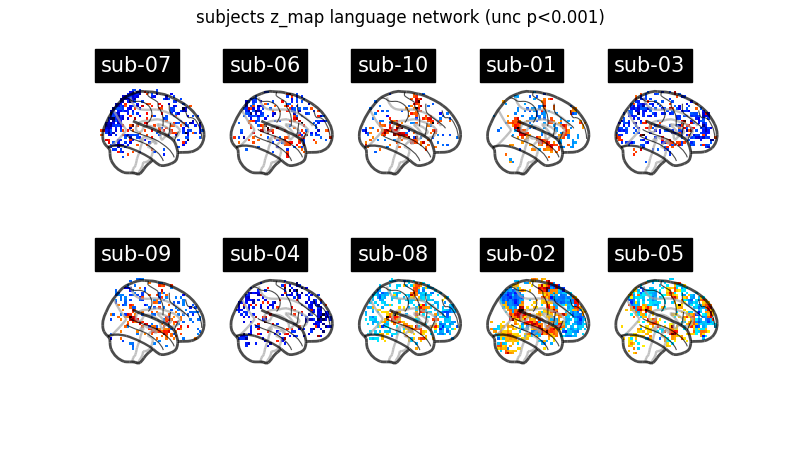 subjects z_map language network (unc p<0.001)
sub-07 sub-06 sub-10 sub-01 sub-03
sub-09 sub-04 sub-08 sub-02 sub-05